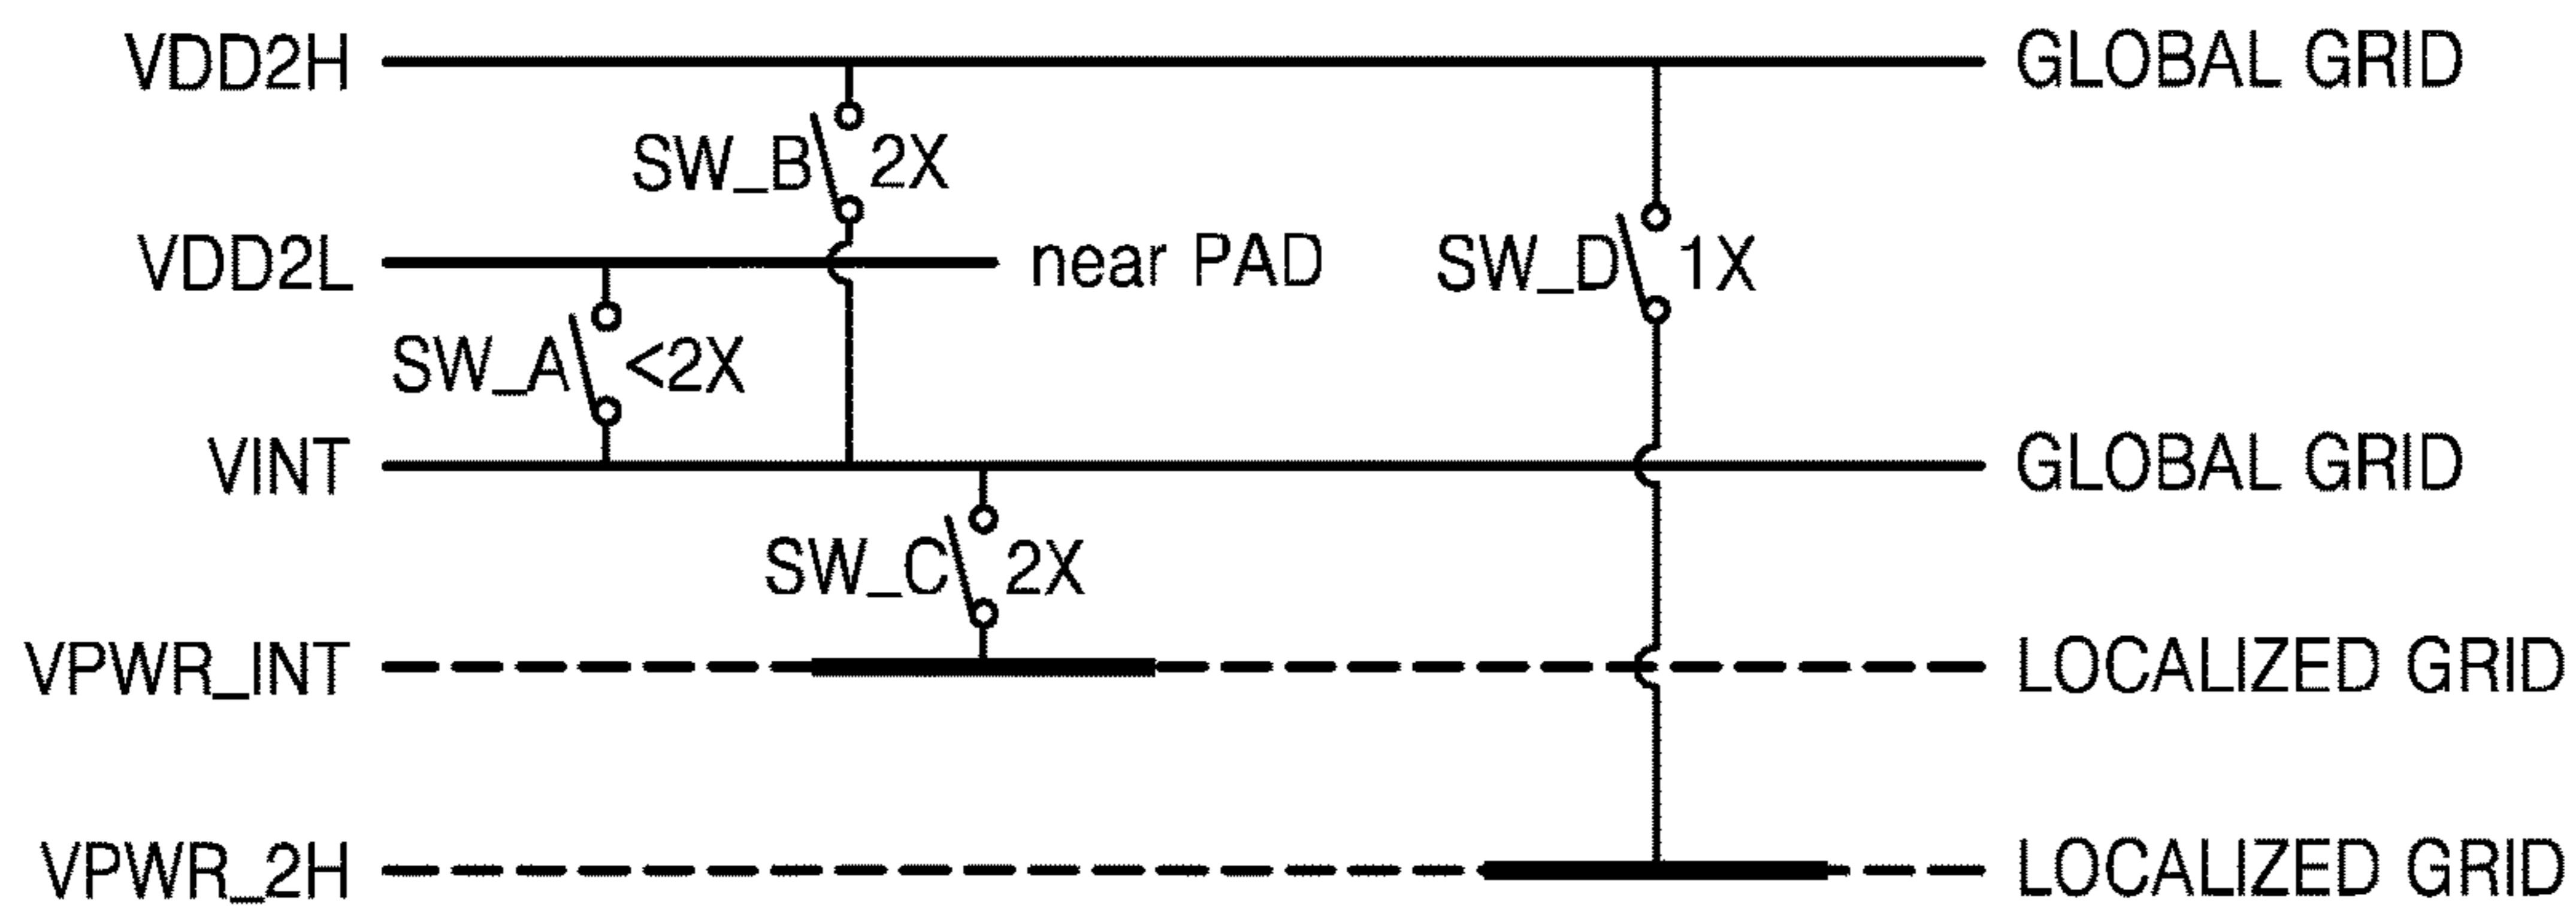 VDD2H GLOBAL GRID
SW_B 2X
VDD2L near PAD SW_D 1X
SW_A <2X
VINT GLOBAL GRID
SW_C 2X
VPWR_INT LOCALIZED GRID
VPWR_2H LOCALIZED GRID